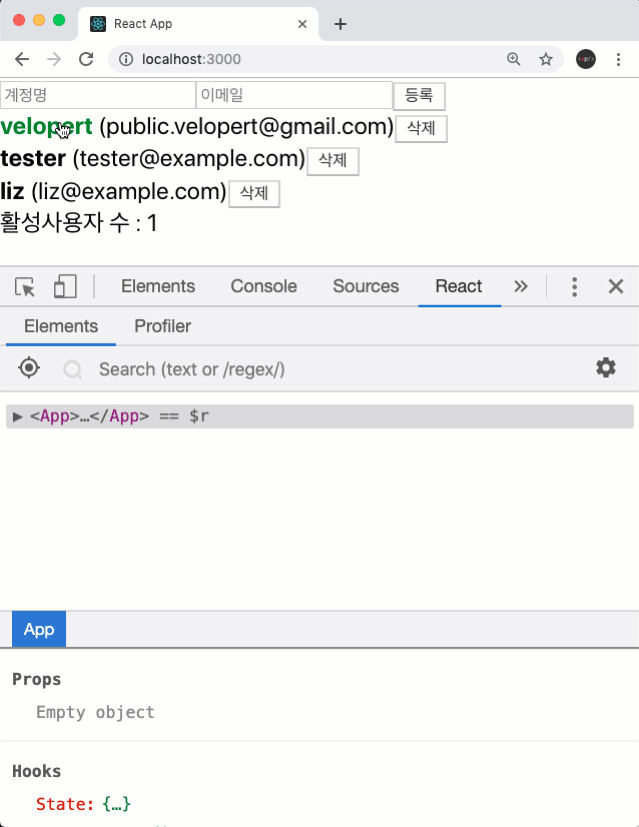 React App
localhost:3000
계정명 이메일 등록
velopert (public.velopert@gmail.com) 삭제
tester (tester@example.com) 삭제
liz (liz@example.com) 삭제
활성사용자 수 : 1
Elements Console Sources React »
Elements Profiler
Search (text or /regex/)
▶ <App>…</App> == $r
App
Props
Empty object
Hooks
State: {…}